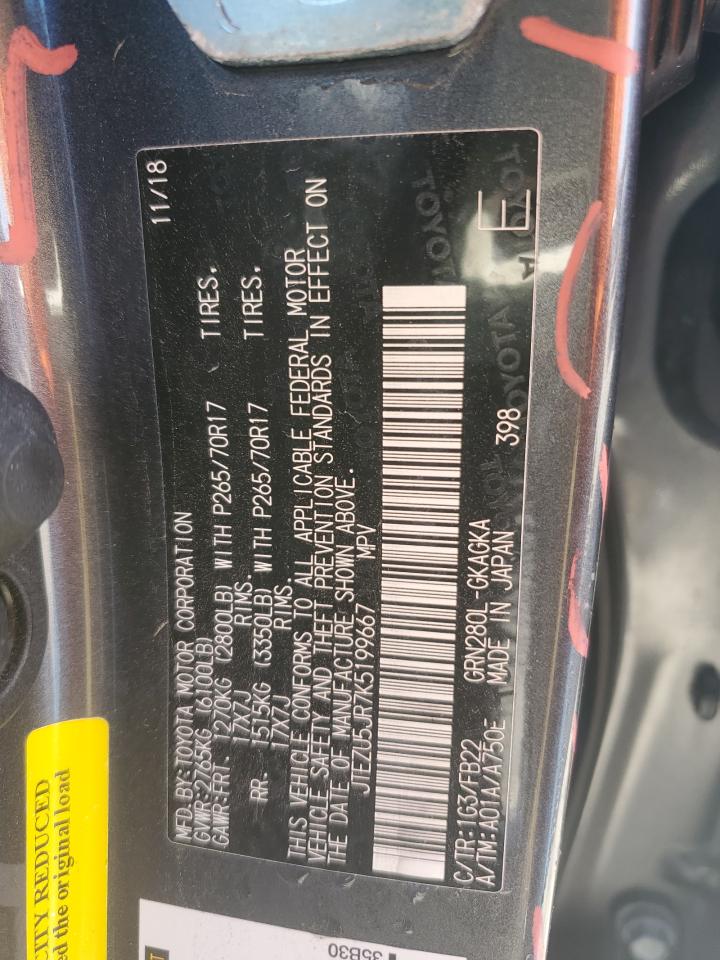 11/18
MFD.BY:TOYOTA MOTOR CORPORATION
GVWR:2765KG (6100LB)
GAWR:FRT 1270KG (2800LB) WITH P265/70R17 TIRES.
17X7J RIMS.
RR. 1515KG (3350LB) WITH P265/70R17 TIRES.
17X7J RIMS.
THIS VEHICLE CONFORMS TO ALL APPLICABLE FEDERAL MOTOR
VEHICLE SAFETY AND THEFT PREVENTION STANDARDS IN EFFECT ON
THE DATE OF MANUFACTURE SHOWN ABOVE.
JTEZU5JR7K5199667 MPV
C/TR:1G3/FB22 GRN280L-GKAGKA
A/TM:A01A/A750E MADE IN JAPAN 398
E
TOYOTA
CITY REDUCED
the original load
35B30